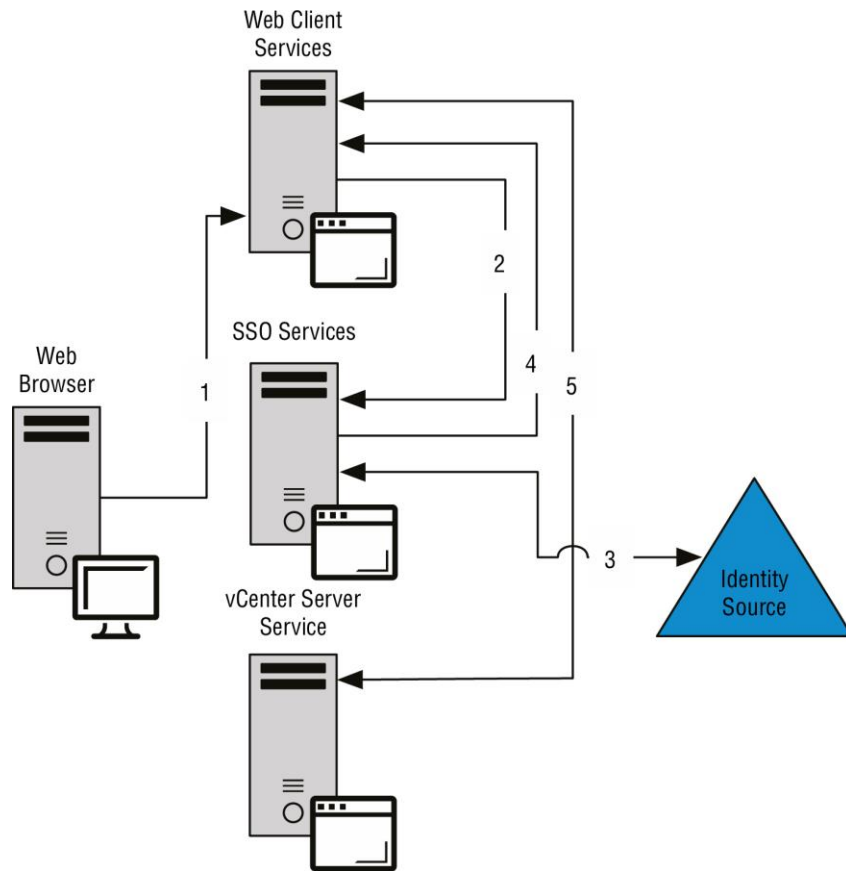 Web Client
Services
2
SSO Services
Web
Browser
1
4
5
3
Identity
Source
vCenter Server
Service